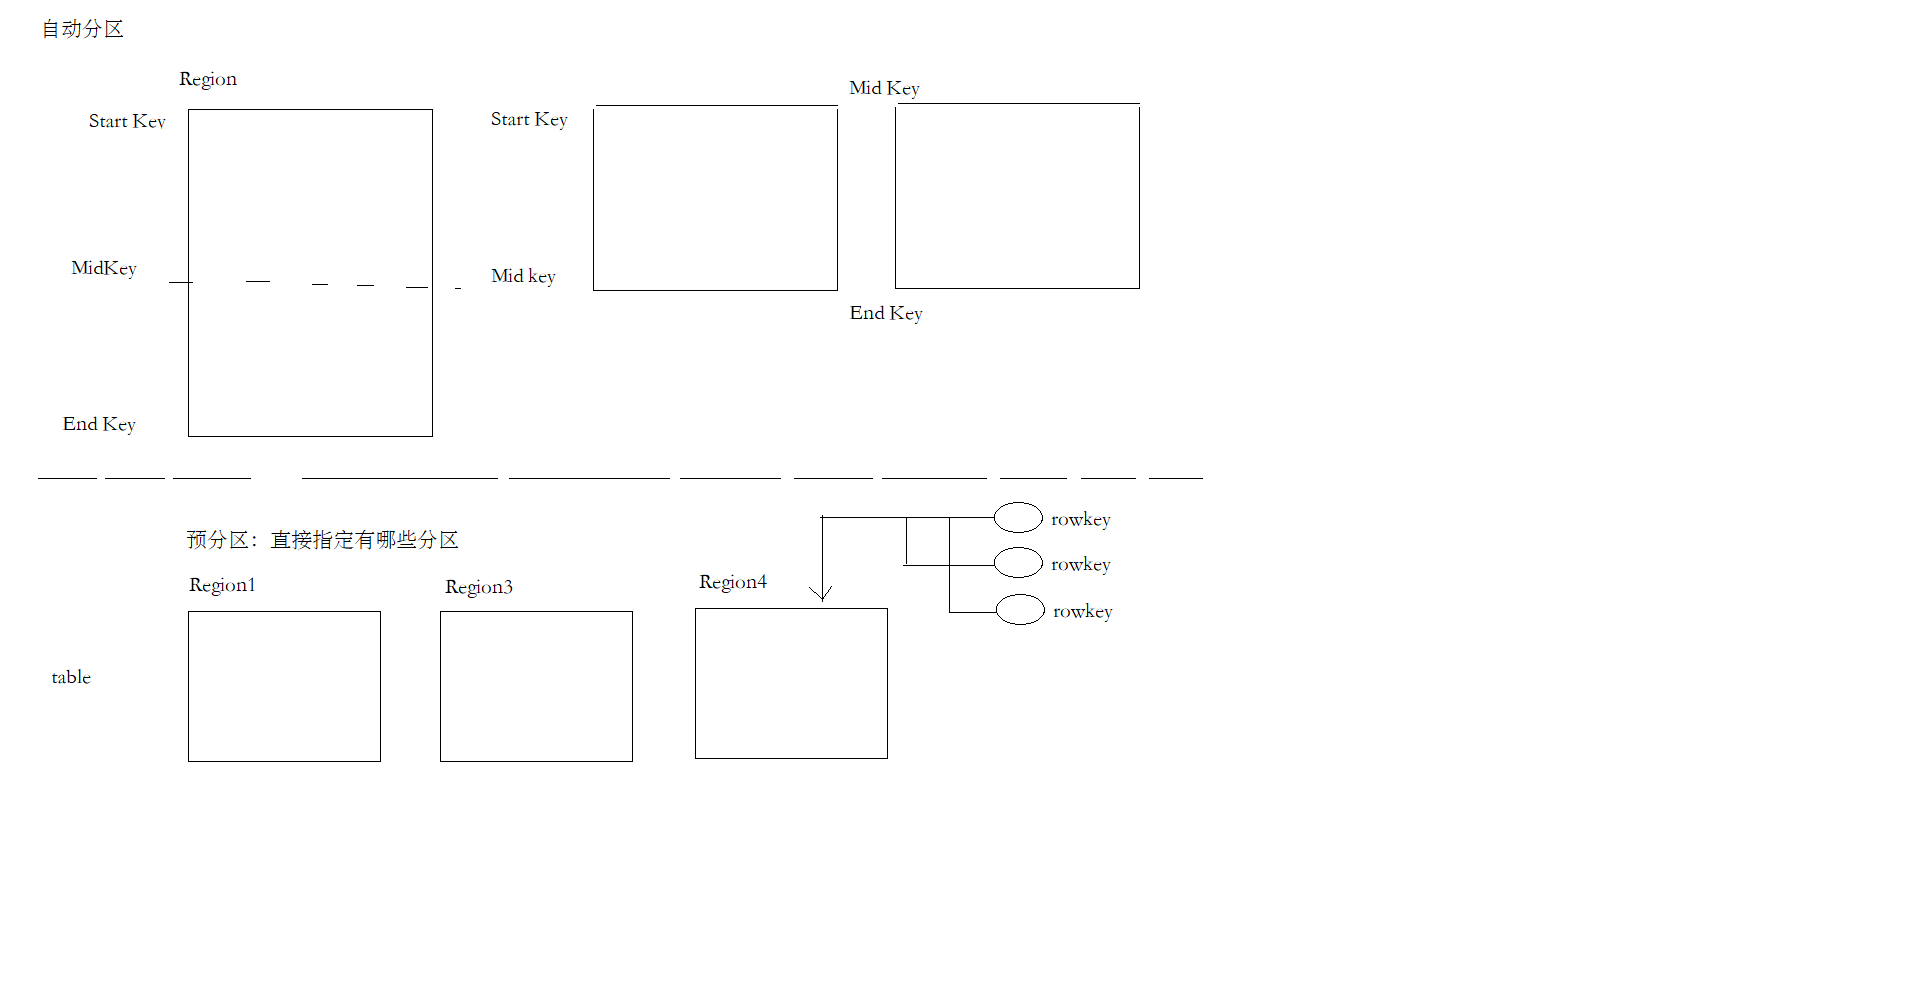 自动分区
Region
Start Key
MidKey
End Key
Start Key
Mid key
Mid Key
End Key
预分区：直接指定有哪些分区
Region1
Region3
Region4
rowkey
rowkey
rowkey
table